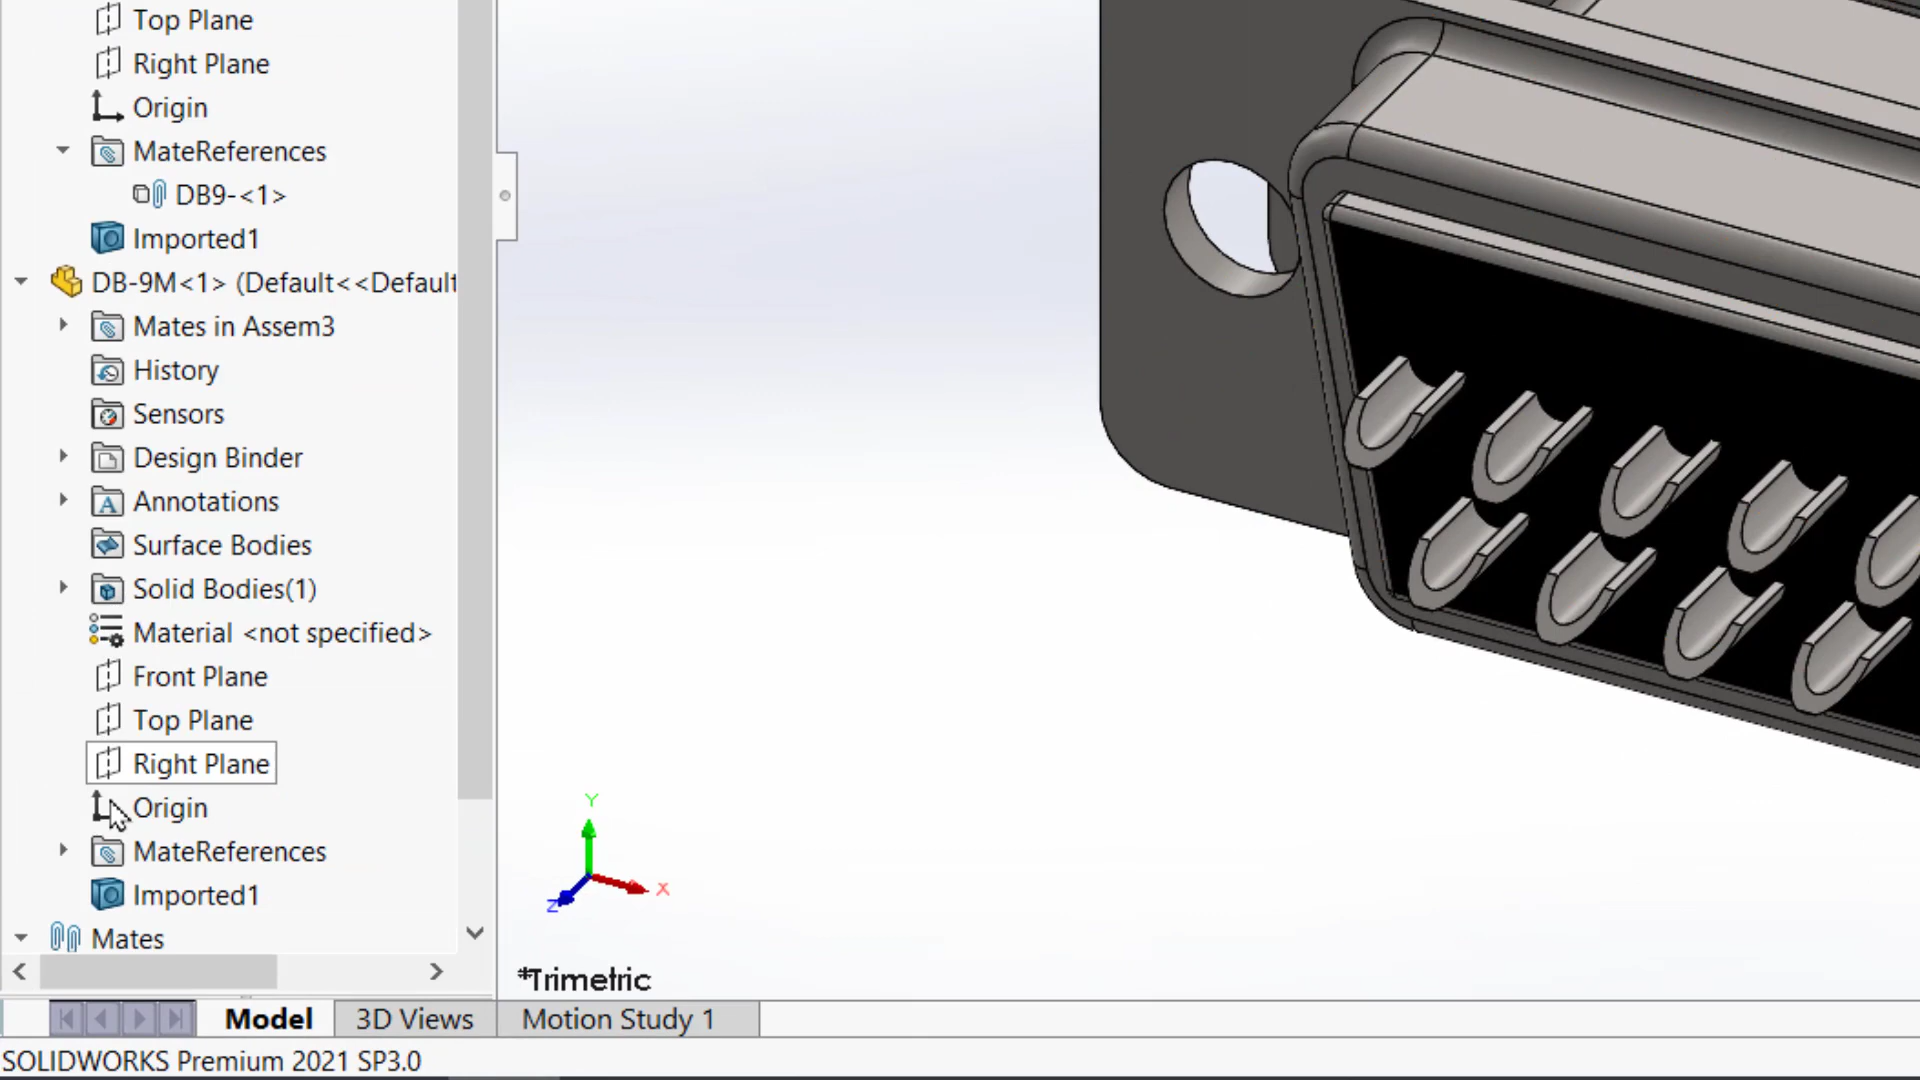 Top Plane
Right Plane
Origin
MateReferences
DB9-<1>
Imported1
DB-9M<1> (Default<<Default
Mates in Assem3
History
Sensors
Design Binder
Annotations
Surface Bodies
Solid Bodies(1)
Material <not specified>
Front Plane
Top Plane
Right Plane
Origin
MateReferences
Imported1
Mates
Y
X
Z
*Trimetric
Model
3D Views
Motion Study 1
SOLIDWORKS Premium 2021 SP3.0